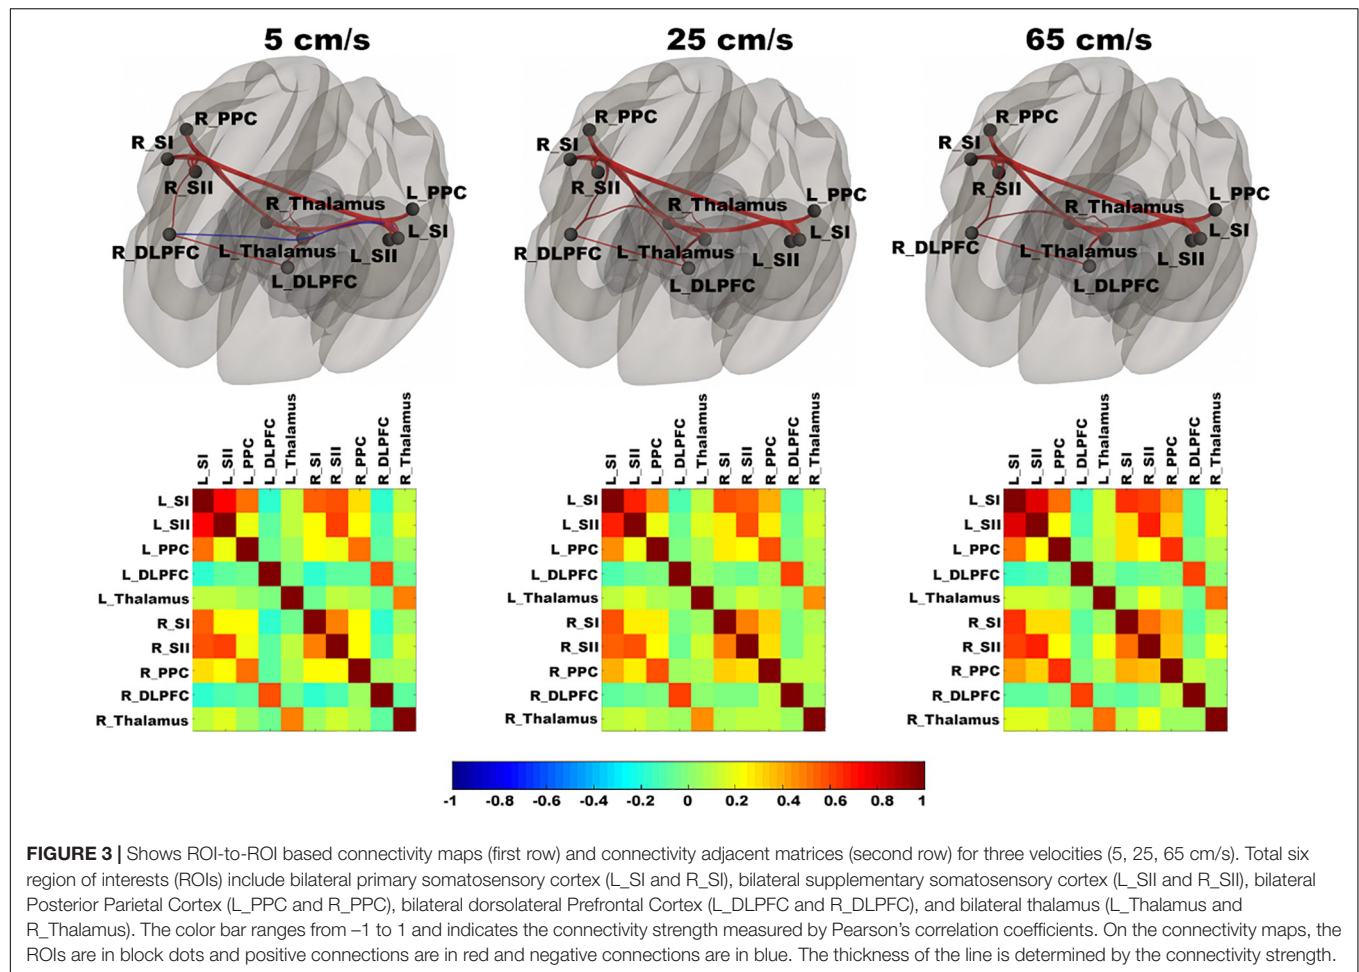 5 cm/s
25 cm/s
65 cm/s
R_PPC
R_SI
R_SII
R_Thalamus
L_PPC
L_SI
R_DLPFC
L_Thalamus
L_SII
L_DLPFC
R_PPC
R_SI
R_SII
R_Thalamus
L_PPC
L_SI
R_DLPFC
L_Thalamus
L_SII
L_DLPFC
R_PPC
R_SI
R_SII
R_Thalamus
L_PPC
L_SI
R_DLPFC
L_Thalamus
L_SII
L_DLPFC
L_SI
L_SII
L_PPC
L_DLPFC
L_Thalamus
R_SI
R_SII
R_PPC
R_DLPFC
R_Thalamus
L_SI
L_SII
L_PPC
L_DLPFC
L_Thalamus
R_SI
R_SII
R_PPC
R_DLPFC
R_Thalamus
L_SI
L_SII
L_PPC
L_DLPFC
L_Thalamus
R_SI
R_SII
R_PPC
R_DLPFC
R_Thalamus
L_SI
L_SII
L_PPC
L_DLPFC
L_Thalamus
R_SI
R_SII
R_PPC
R_DLPFC
R_Thalamus
L_SI
L_SII
L_PPC
L_DLPFC
L_Thalamus
R_SI
R_SII
R_PPC
R_DLPFC
R_Thalamus
L_SI
L_SII
L_PPC
L_DLPFC
L_Thalamus
R_SI
R_SII
R_PPC
R_DLPFC
R_Thalamus
-1 -0.8 -0.6 -0.4 -0.2 0 0.2 0.4 0.6 0.8 1
FIGURE 3 | Shows ROI-to-ROI based connectivity maps (first row) and connectivity adjacent matrices (second row) for three velocities (5, 25, 65 cm/s). Total six
region of interests (ROIs) include bilateral primary somatosensory cortex (L_SI and R_SI), bilateral supplementary somatosensory cortex (L_SII and R_SII), bilateral
Posterior Parietal Cortex (L_PPC and R_PPC), bilateral dorsolateral Prefrontal Cortex (L_DLPFC and R_DLPFC), and bilateral thalamus (L_Thalamus and
R_Thalamus). The color bar ranges from –1 to 1 and indicates the connectivity strength measured by Pearson's correlation coefficients. On the connectivity maps, the
ROIs are in block dots and positive connections are in red and negative connections are in blue. The thickness of the line is determined by the connectivity strength.